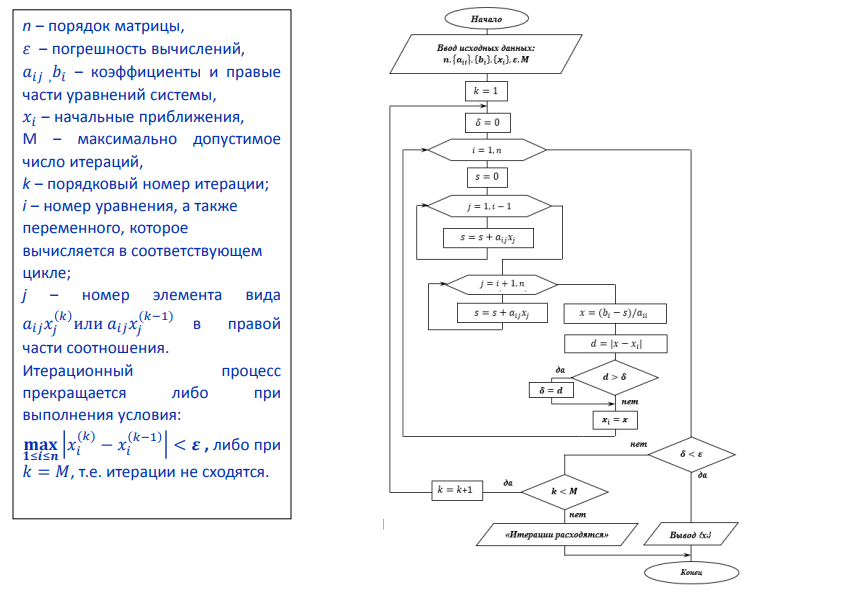 n – порядок матрицы,
ε – погрешность вычислений,
a_ij , b_i – коэффициенты и правые
части уравнений системы,
x_i – начальные приближения,
M – максимально допустимое
число итераций,
k – порядковый номер итерации;
i – номер уравнения, а также
переменного, которое
вычисляется в соответствующем
цикле;
j – номер элемента вида
a_ij x_j^(k) или a_ij x_j^(k−1) в правой
части соотношения.
Итерационный процесс
прекращается либо при
выполнения условия:
max_{1≤i≤n} |x_i^(k) − x_i^(k−1)| < ε , либо при
k = M, т.е. итерации не сходятся.
Начало
Ввод исходных данных:
n, {a_ij}, {b_i}, {x_i}, ε, M
k = 1
δ = 0
i = 1, n
s = 0
j = 1, i − 1
s = s + a_ij x_j
j = i + 1, n
s = s + a_ij x_j
x = (b_i − s)/a_ii
d = |x − x_i|
да
d > δ
δ = d
нет
x_i = x
нет
δ < ε
да
да
k = k+1
k < M
нет
«Итерации расходятся»
Вывод {x_i}
Конец